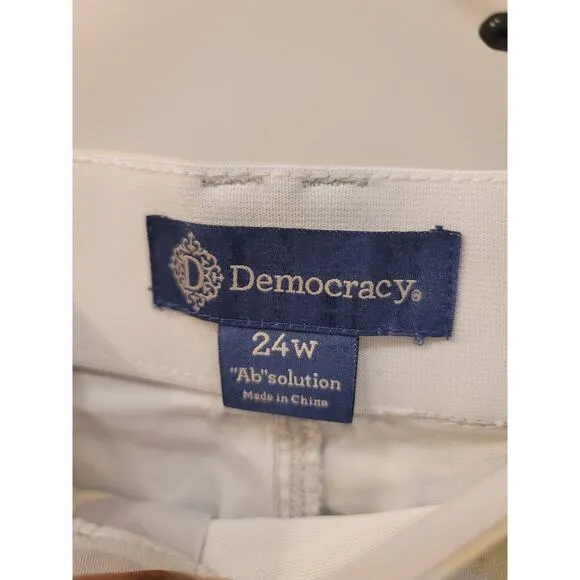 D Democracy®
24W
"Ab"solution
Made in China